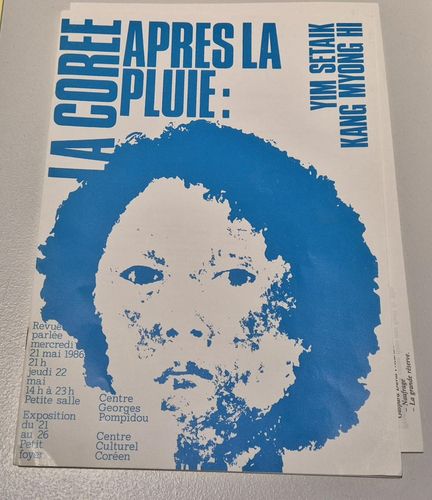 LA COREE
APRES LA
PLUIE :
YIM SETAIK
KANG MYONG HI
Revue
parlée
mercredi
21 mai 1986
21 h
jeudi 22
mai
14 h à 23 h
Petite salle
Exposition
du 21
au 26
Petit
foyer
Centre
Georges
Pompidou
Centre
Culturel
Coréen
- Naufrage
- La grande réserve.